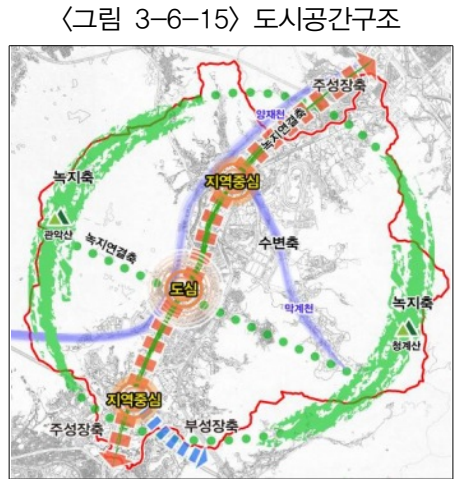 〈그림 3-6-15〉 도시공간구조
주성장축
양재천
녹지연결축
녹지축
지역중심
관악산
녹지연결축
수변축
도심
막계천
녹지축
청계산
지역중심
주성장축
부성장축